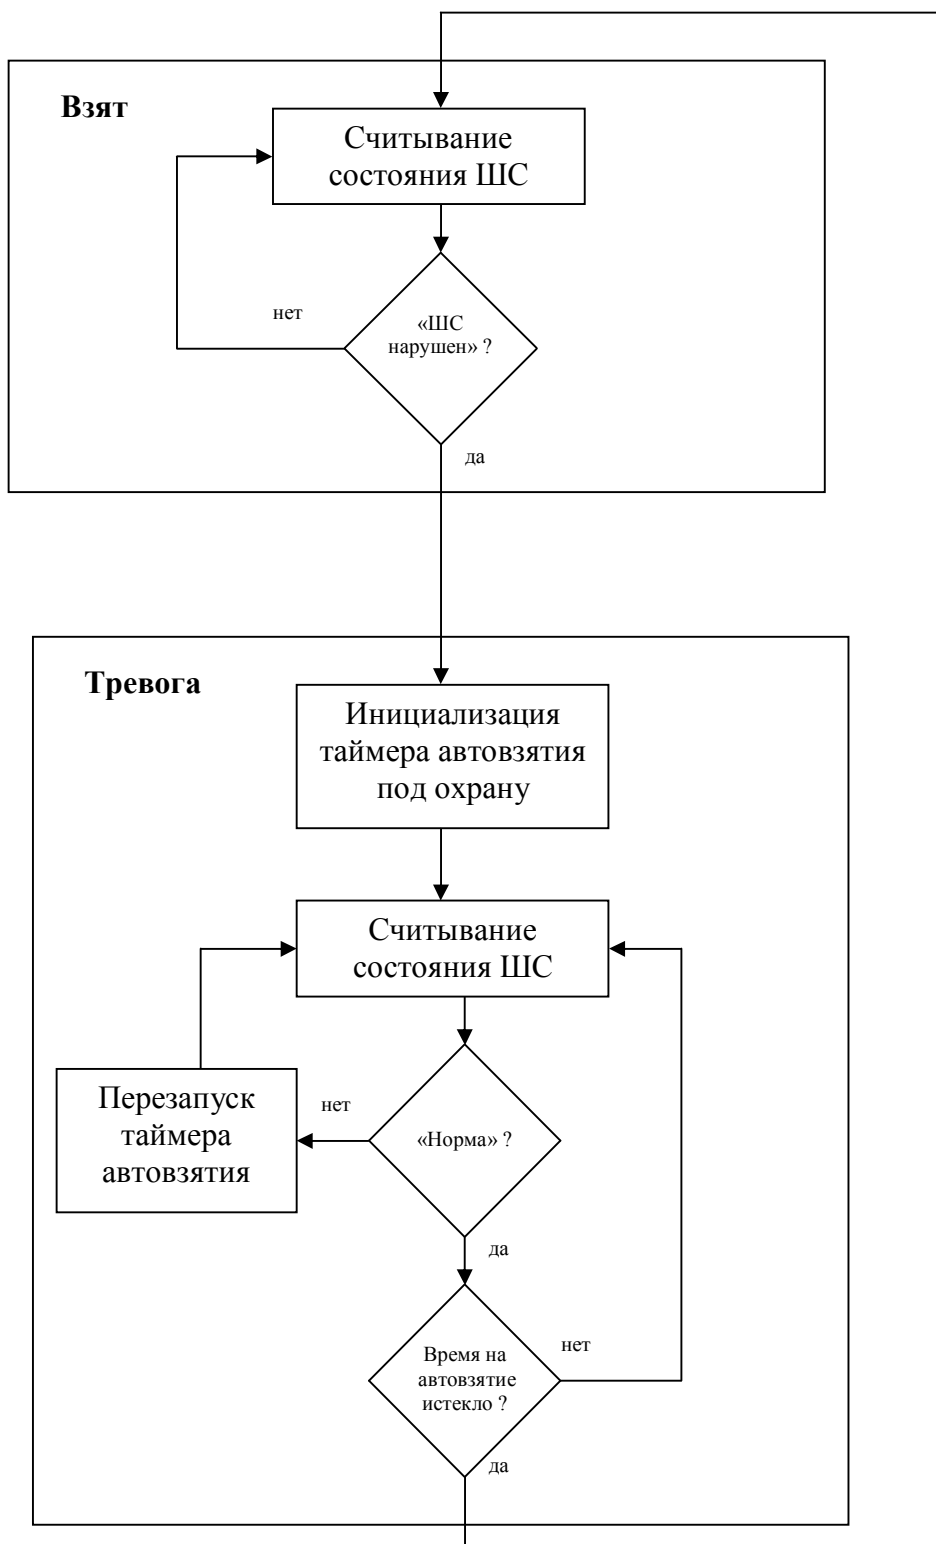 Взят
Считывание
состояния ШС
нет
«ШС
нарушен» ?
да
Тревога
Инициализация
таймера автовзятия
под охрану
Считывание
состояния ШС
Перезапуск
таймера
автовзятия
нет
«Норма» ?
да
Время на
автовзятие
истекло ?
нет
да